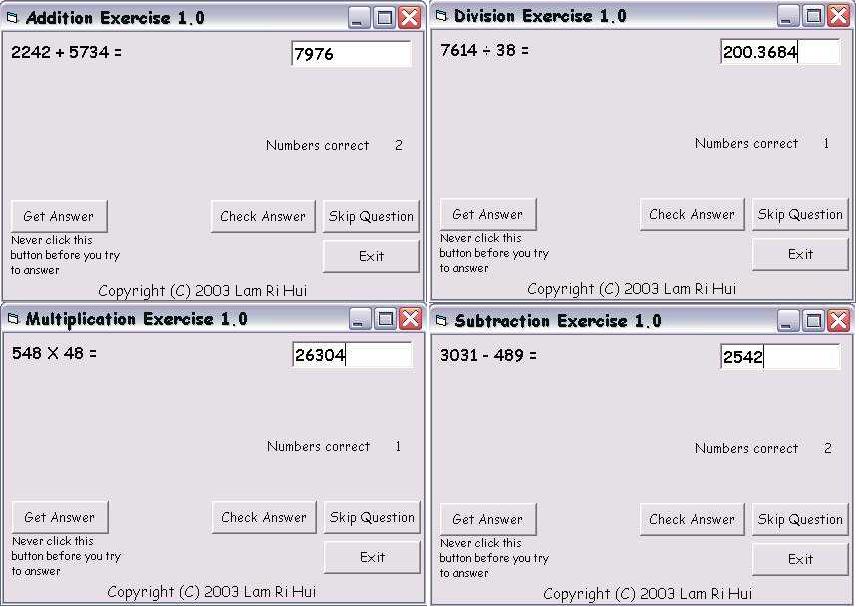 Addition Exercise 1.0
2242 + 5734 =
7976
Numbers correct 2
Get Answer
Check Answer
Skip Question
Never click this
button before you try
to answer
Exit
Copyright (C) 2003 Lam Ri Hui
Division Exercise 1.0
7614 ÷ 38 =
200.3684
Numbers correct 1
Get Answer
Check Answer
Skip Question
Never click this
button before you try
to answer
Exit
Copyright (C) 2003 Lam Ri Hui
Multiplication Exercise 1.0
548 X 48 =
26304
Numbers correct 1
Get Answer
Check Answer
Skip Question
Never click this
button before you try
to answer
Exit
Copyright (C) 2003 Lam Ri Hui
Subtraction Exercise 1.0
3031 - 489 =
2542
Numbers correct 2
Get Answer
Check Answer
Skip Question
Never click this
button before you try
to answer
Exit
Copyright (C) 2003 Lam Ri Hui